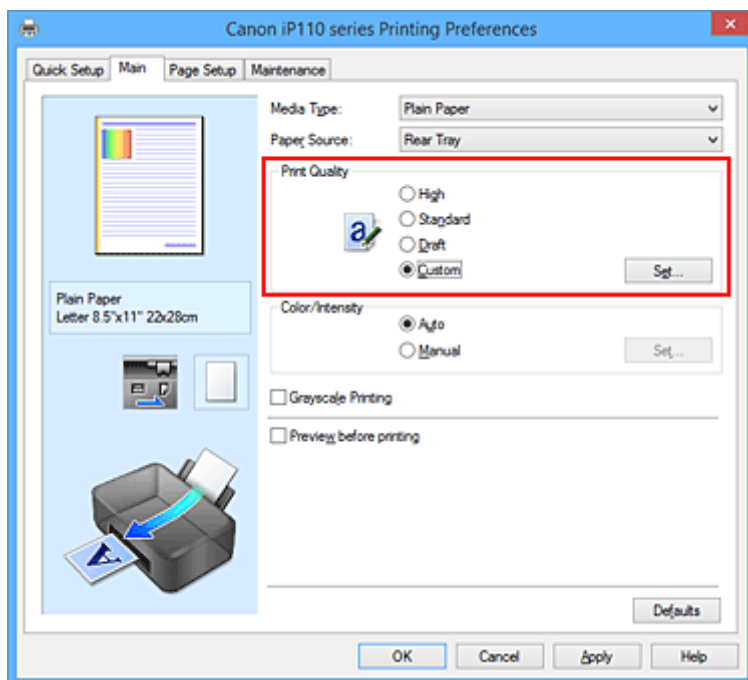 Canon iP110 series Printing Preferences
Quick Setup Main Page Setup Maintenance
Media Type: Plain Paper
Paper Source: Rear Tray
Print Quality
High
Standard
a
Draft
Custom Set...
Plain Paper
Letter 8.5"x11" 22x28cm
Color/Intensity
Auto
Manual Set...
Grayscale Printing
Preview before printing
A
Defaults
OK Cancel Apply Help